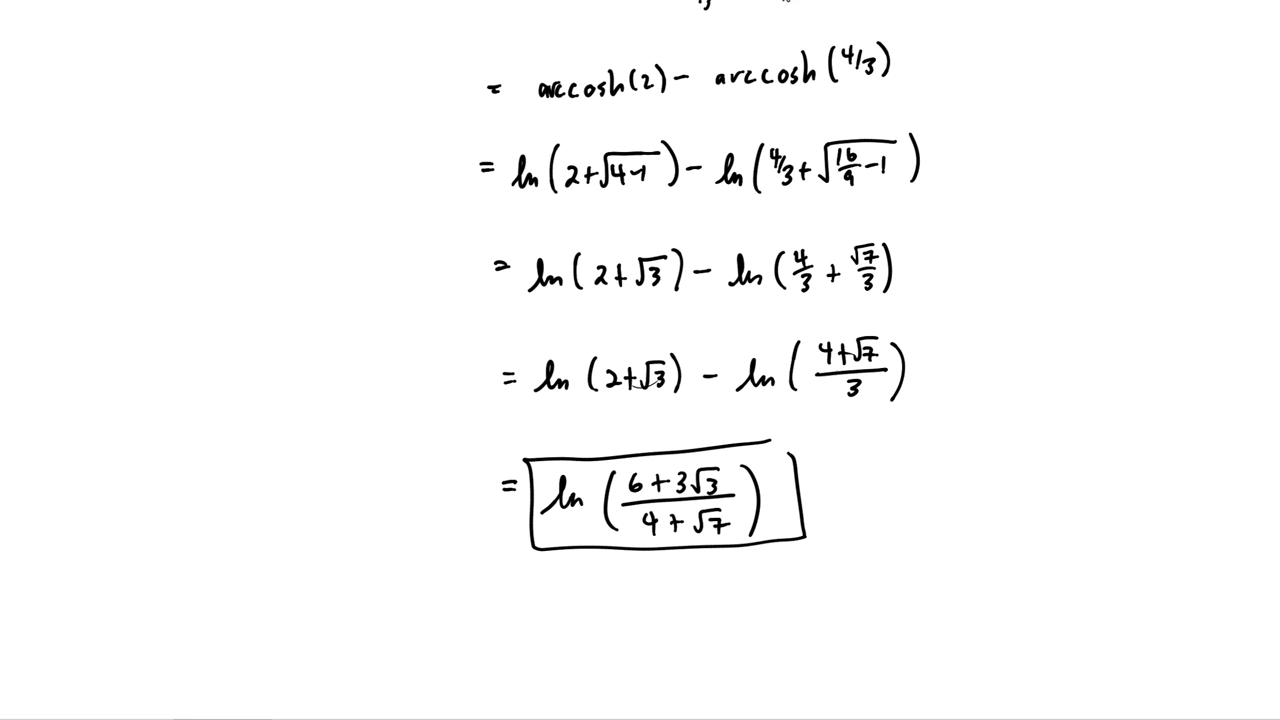 = arccosh(2) - arccosh(4/3)
= ln(2+√(4-1)) - ln(4/3+√(16/9-1))
= ln(2+√3) - ln(4/3 + √7/3)
= ln(2+√3) - ln((4+√7)/3)
= ln((6+3√3)/(4+√7))